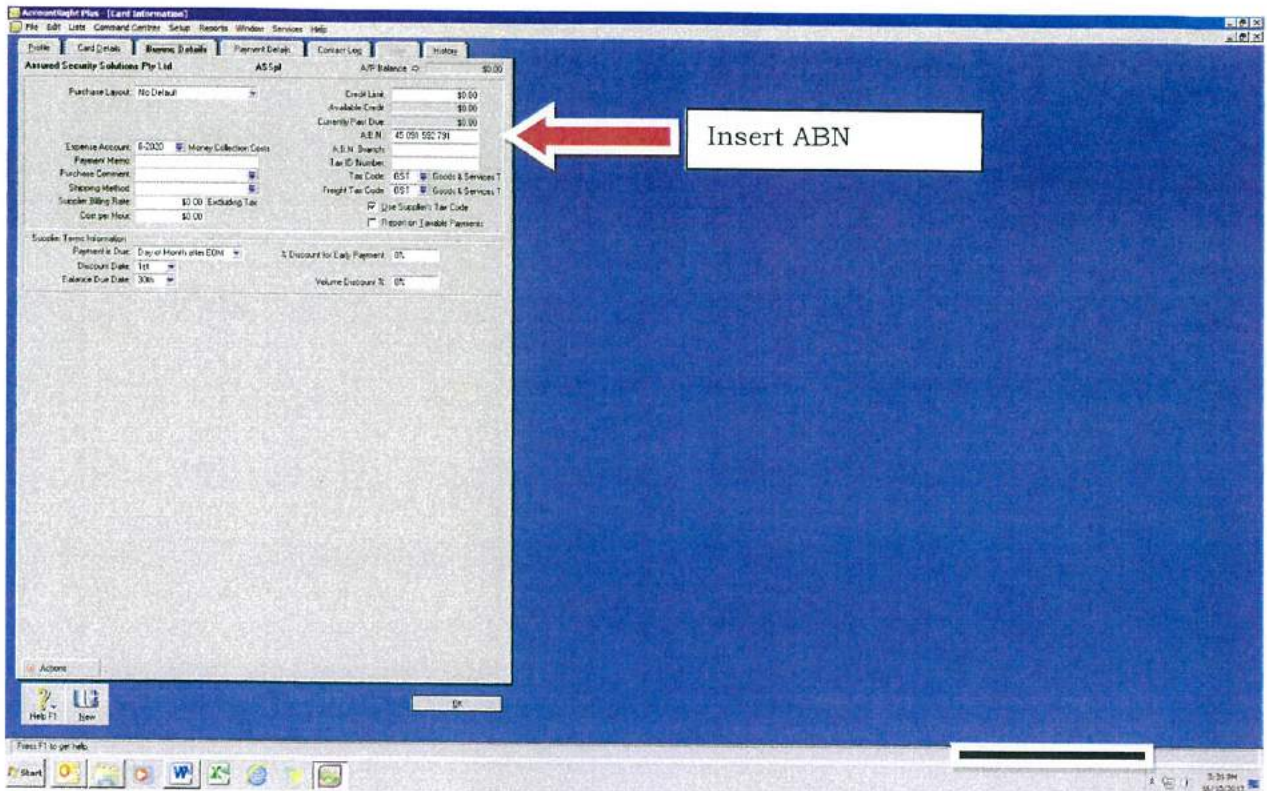 AccountRight Plus - [Card Information]
File Edit Lists Command Centres Setup Reports Window Services Help
Profile Card Details Buying Details Payment Details Contact Log History
Assured Security Solutions Pty Ltd ASSpl A/P Balance $0.00
Purchase Layout: No Default
Credit Limit: $0.00
Available Credit: $0.00
Currently Past Due: $0.00
A.B.N.: 45 091 592 791
Insert ABN
Expense Account: 6-2020 Money Collection Costs
A.B.N. Branch:
Payment Memo:
Tax ID Number:
Purchase Comment:
Tax Code: GST Goods & Services T
Shipping Method:
Freight Tax Code: GST Goods & Services T
Supplier Billing Rate: $0.00 Excluding Tax
Use Supplier's Tax Code
Cost per Hour: $0.00
Report on Taxable Payments
Supplier Terms Information
Payment is Due: Day of Month after EOM
% Discount for Early Payment: 0%
Discount Date: 1st
Balance Due Date: 30th
Volume Discount %: 0%
Actions
Help F1 New
OK
Press F1 to get help.
Start